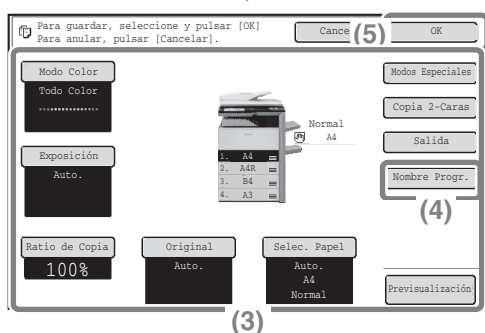 Para guardar, seleccione y pulsar [OK]
Para anular, pulsar [Cancelar].
Cance
(5)
OK
Modo Color
Todo Color
Exposición
Auto.
Ratio de Copia
100%
Original
Auto.
Selec. Papel
Auto.
A4
Normal
Normal
A4
1. A4
2. A4R
3. B4
4. A3
Modos Especiales
Copia 2-Caras
Salida
Nombre Progr.
(4)
Previsualización
(3)